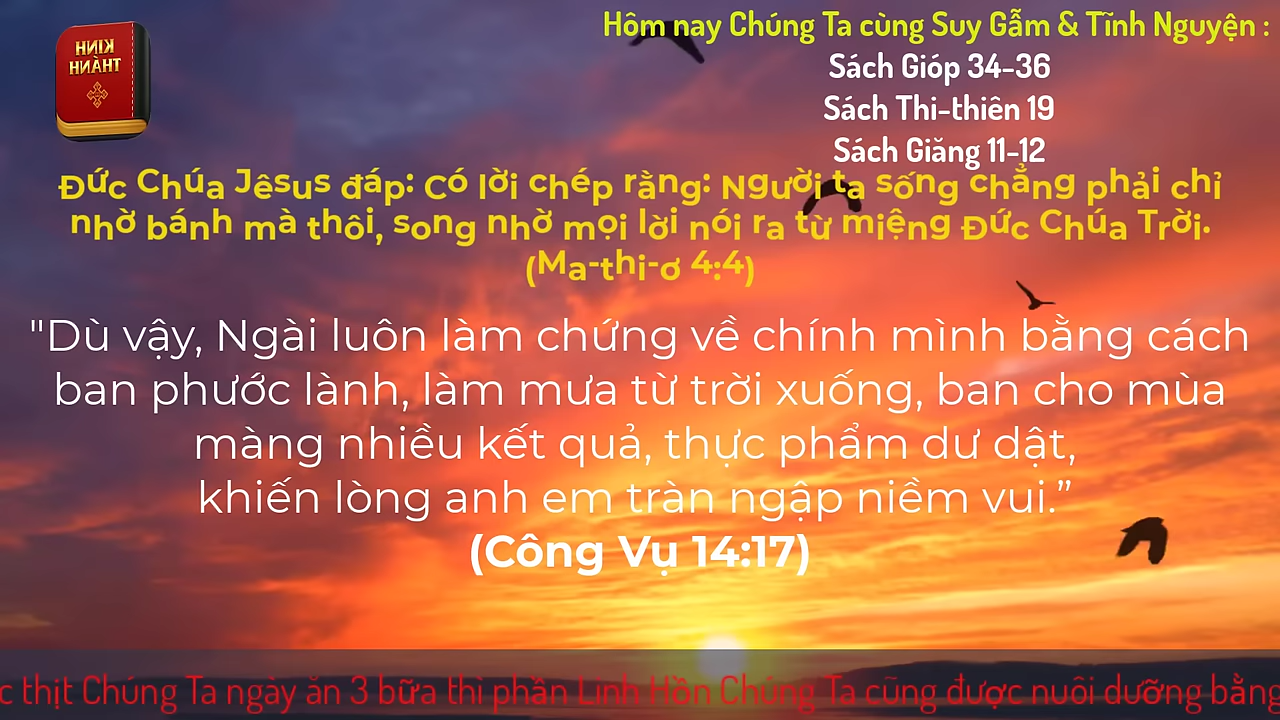 KINH
THÁNH
Hôm nay Chúng Ta cùng Suy Gẫm & Tĩnh Nguyện :
Sách Gióp 34-36
Sách Thi-thiên 19
Sách Giăng 11-12
Đức Chúa Jêsus đáp: Có lời chép rằng: Người ta sống chẳng phải chỉ
nhờ bánh mà thôi, song nhờ mọi lời nói ra từ miệng Đức Chúa Trời.
(Ma-thi-ơ 4:4)
"Dù vậy, Ngài luôn làm chứng về chính mình bằng cách
ban phước lành, làm mưa từ trời xuống, ban cho mùa
màng nhiều kết quả, thực phẩm dư dật,
khiến lòng anh em tràn ngập niềm vui.”
(Công Vụ 14:17)
c thịt Chúng Ta ngày ăn 3 bữa thì phần Linh Hồn Chúng Ta cũng được nuôi dưỡng bằng